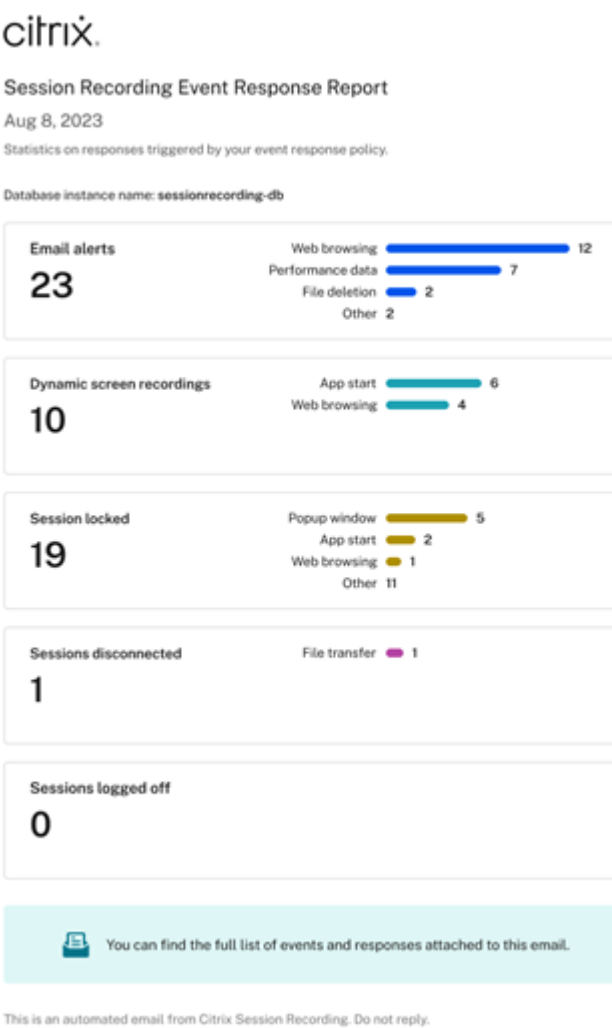 citrix.
Session Recording Event Response Report
Aug 8, 2023
Statistics on responses triggered by your event response policy.
Database instance name: sessionrecording-db
Email alerts
23
Web browsing 12
Performance data 7
File deletion 2
Other 2
Dynamic screen recordings
10
App start 6
Web browsing 4
Session locked
19
Popup window 5
App start 2
Web browsing 1
Other 11
Sessions disconnected
1
File transfer 1
Sessions logged off
0
You can find the full list of events and responses attached to this email.
This is an automated email from Citrix Session Recording. Do not reply.